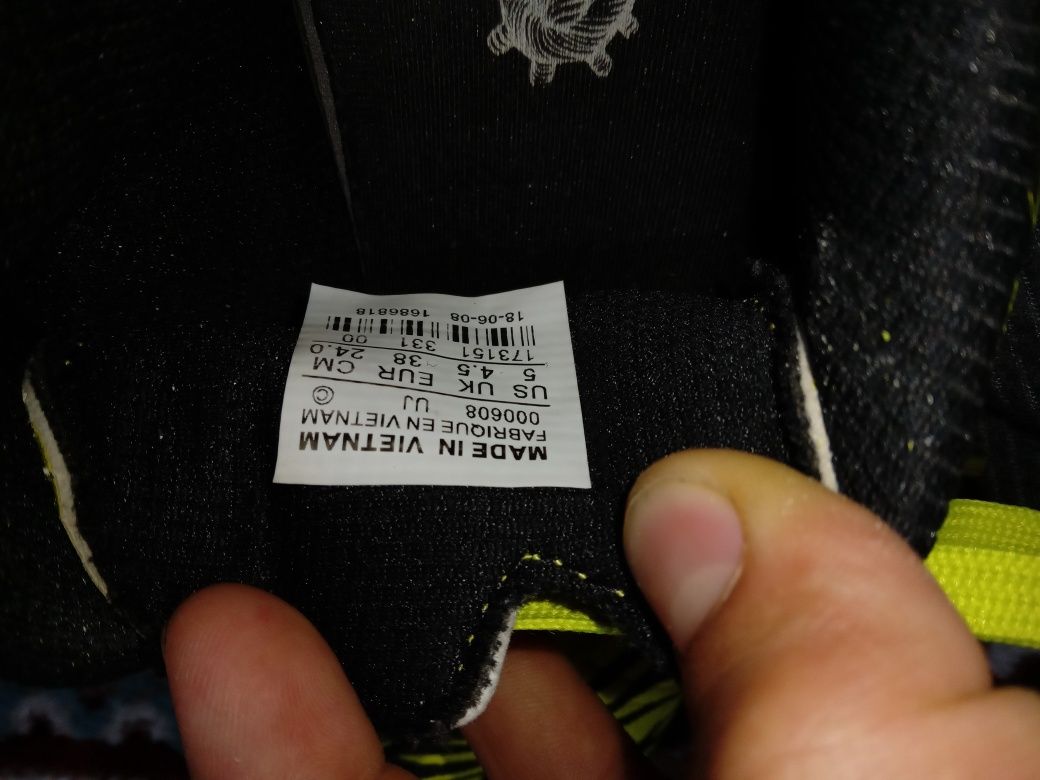 MADE IN VIETNAM
FABRIQUE EN VIETNAM
000608 UJ ©
US UK EUR CM
5 4.5 38 24.0
173151 331 00
18-06-08 1686818